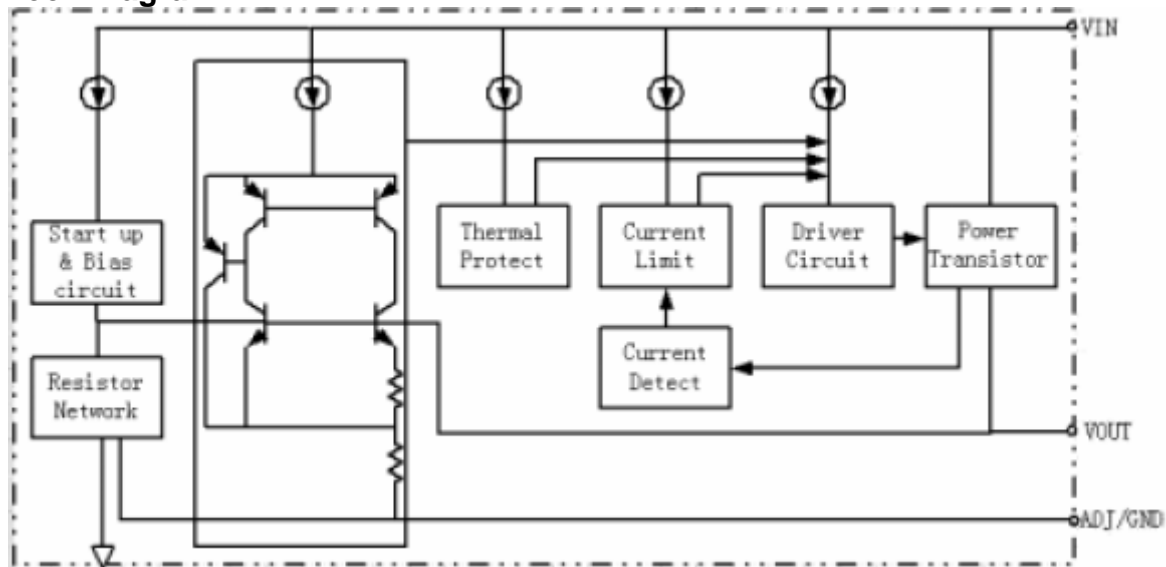 VIN
Start up
& Bias
circuit
Thermal
Protect
Current
Limit
Driver
Circuit
Power
Transistor
Current
Detect
Resistor
Network
VOUT
ADJ/GND